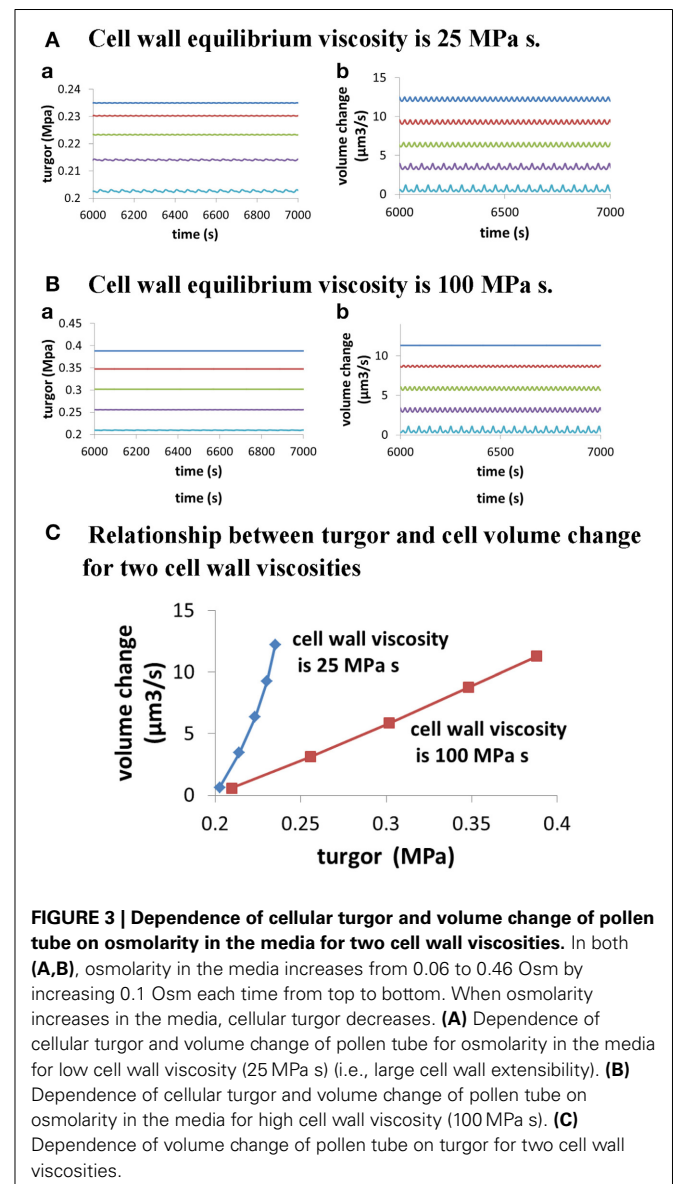 A Cell wall equilibrium viscosity is 25 MPa s.
a
turgor (Mpa)
0.24
0.23
0.22
0.21
0.2
6000 6200 6400 6600 6800 7000
time (s)
b
volume change
(µm3/s)
15
10
5
0
6000 6500 7000
time (s)
B Cell wall equilibrium viscosity is 100 MPa s.
a
turgor (Mpa)
0.45
0.4
0.35
0.3
0.25
0.2
6000 6200 6400 6600 6800 7000
time (s)
time (s)
b
volume change
(µm3/s)
10
5
0
6000 6500 7000
time (s)
time (s)
C Relationship between turgor and cell volume change
for two cell wall viscosities
volume change
(µm3/s)
15
10
5
0
cell wall viscosity
is 25 MPa s
cell wall viscosity
is 100 MPa s
0.2 0.25 0.3 0.35 0.4
turgor (MPa)
FIGURE 3 | Dependence of cellular turgor and volume change of pollen
tube on osmolarity in the media for two cell wall viscosities. In both
(A,B), osmolarity in the media increases from 0.06 to 0.46 Osm by
increasing 0.1 Osm each time from top to bottom. When osmolarity
increases in the media, cellular turgor decreases. (A) Dependence of
cellular turgor and volume change of pollen tube for osmolarity in the media
for low cell wall viscosity (25 MPa s) (i.e., large cell wall extensibility). (B)
Dependence of cellular turgor and volume change of pollen tube on
osmolarity in the media for high cell wall viscosity (100 MPa s). (C)
Dependence of volume change of pollen tube on turgor for two cell wall
viscosities.